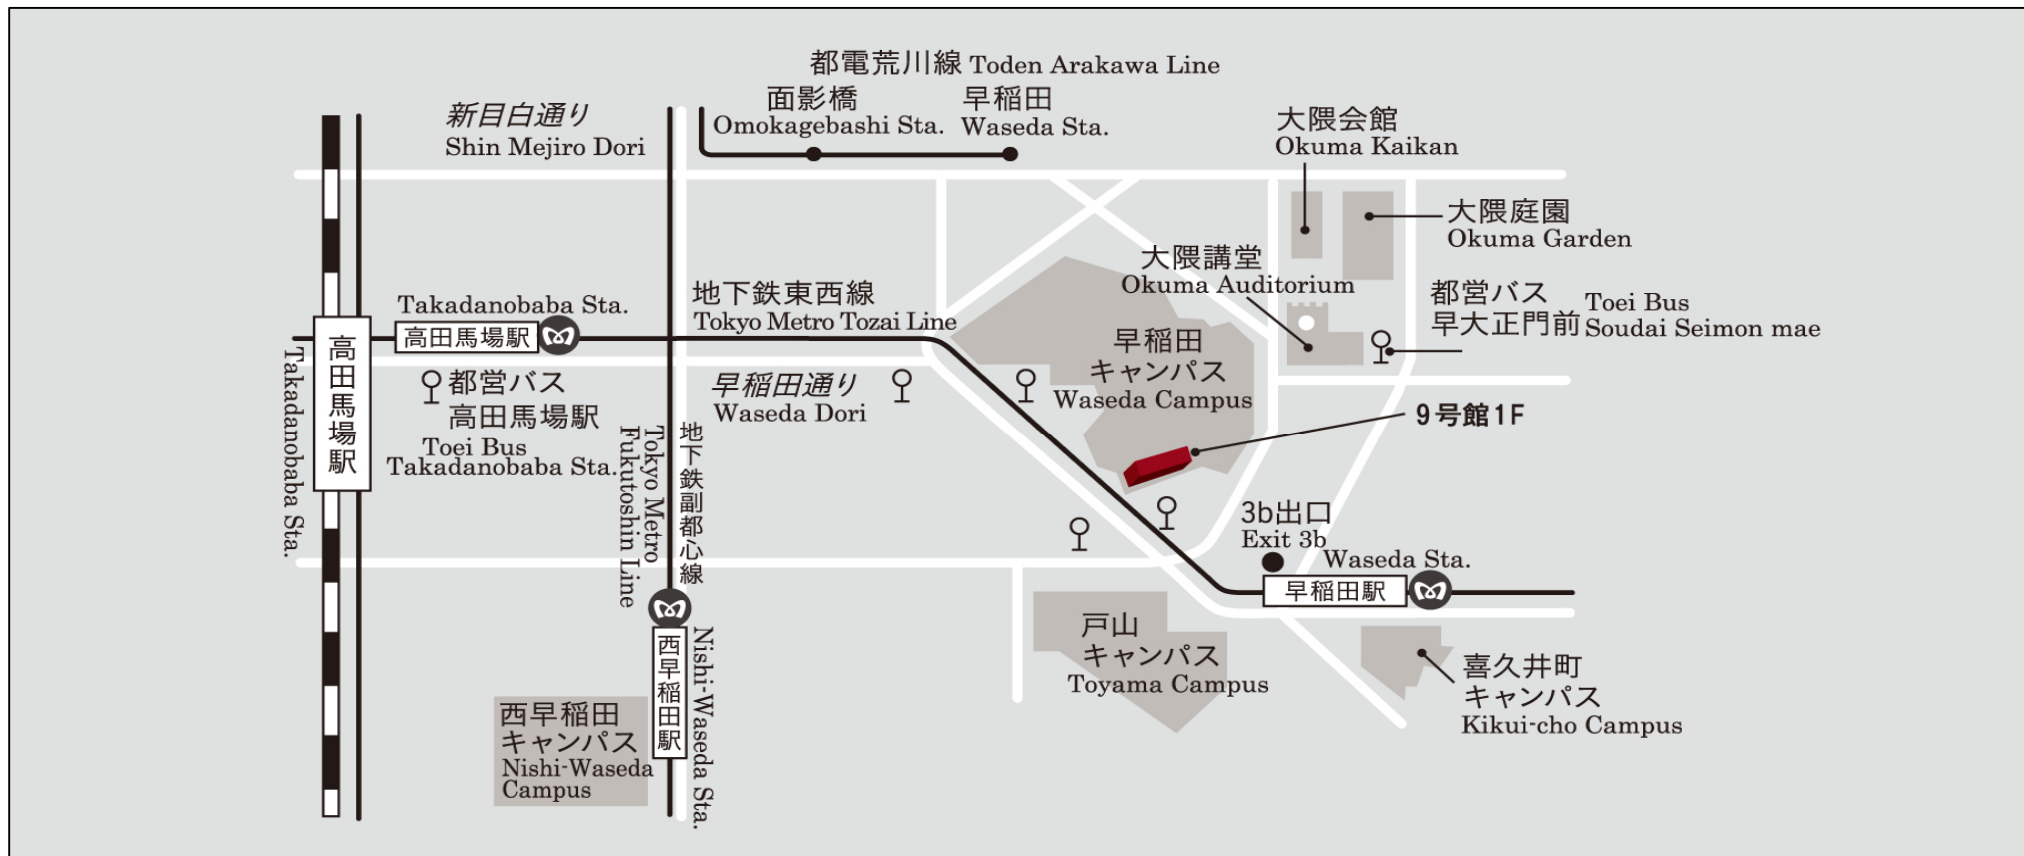 都電荒川線 Toden Arakawa Line
面影橋
Omokagebashi Sta.
早稲田
Waseda Sta.
新目白通り
Shin Mejiro Dori
大隈会館
Okuma Kaikan
大隈庭園
Okuma Garden
大隈講堂
Okuma Auditorium
都営バス
早大正門前
Toei Bus
Soudai Seimon mae
Takadanobaba Sta.
高田馬場駅
地下鉄東西線
Tokyo Metro Tozai Line
高田馬場駅
Takadanobaba Sta.
都営バス
高田馬場駅
Toei Bus
Takadanobaba Sta.
早稲田通り
Waseda Dori
早稲田
キャンパス
Waseda Campus
9号館1F
地下鉄副都心線
Tokyo Metro
Fukutoshin Line
3b出口
Exit 3b
Waseda Sta.
早稲田駅
西早稲田駅
Nishi-Waseda Sta.
西早稲田
キャンパス
Nishi-Waseda
Campus
戸山
キャンパス
Toyama Campus
喜久井町
キャンパス
Kikui-cho Campus